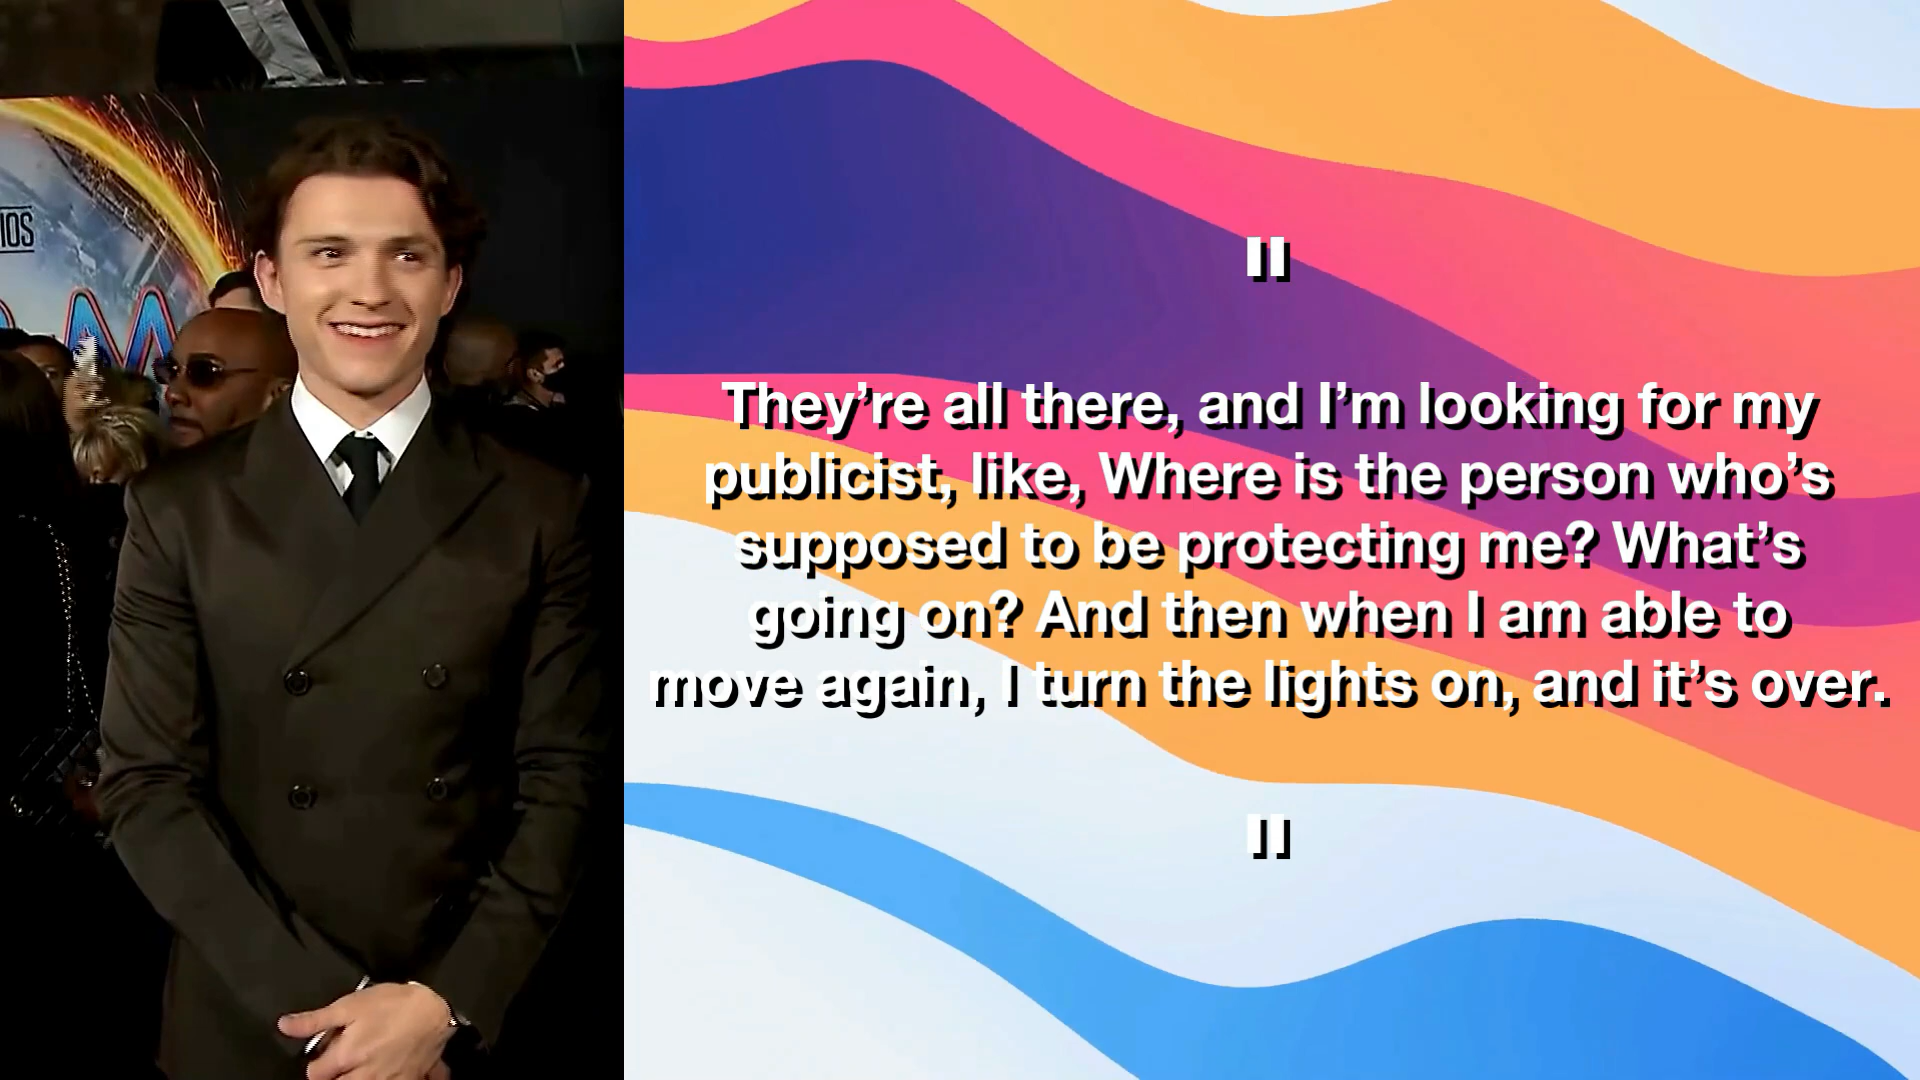 IOS
"
They’re all there, and I’m looking for my
publicist, like, Where is the person who’s
supposed to be protecting me? What’s
going on? And then when I am able to
move again, I turn the lights on, and it’s over.
"